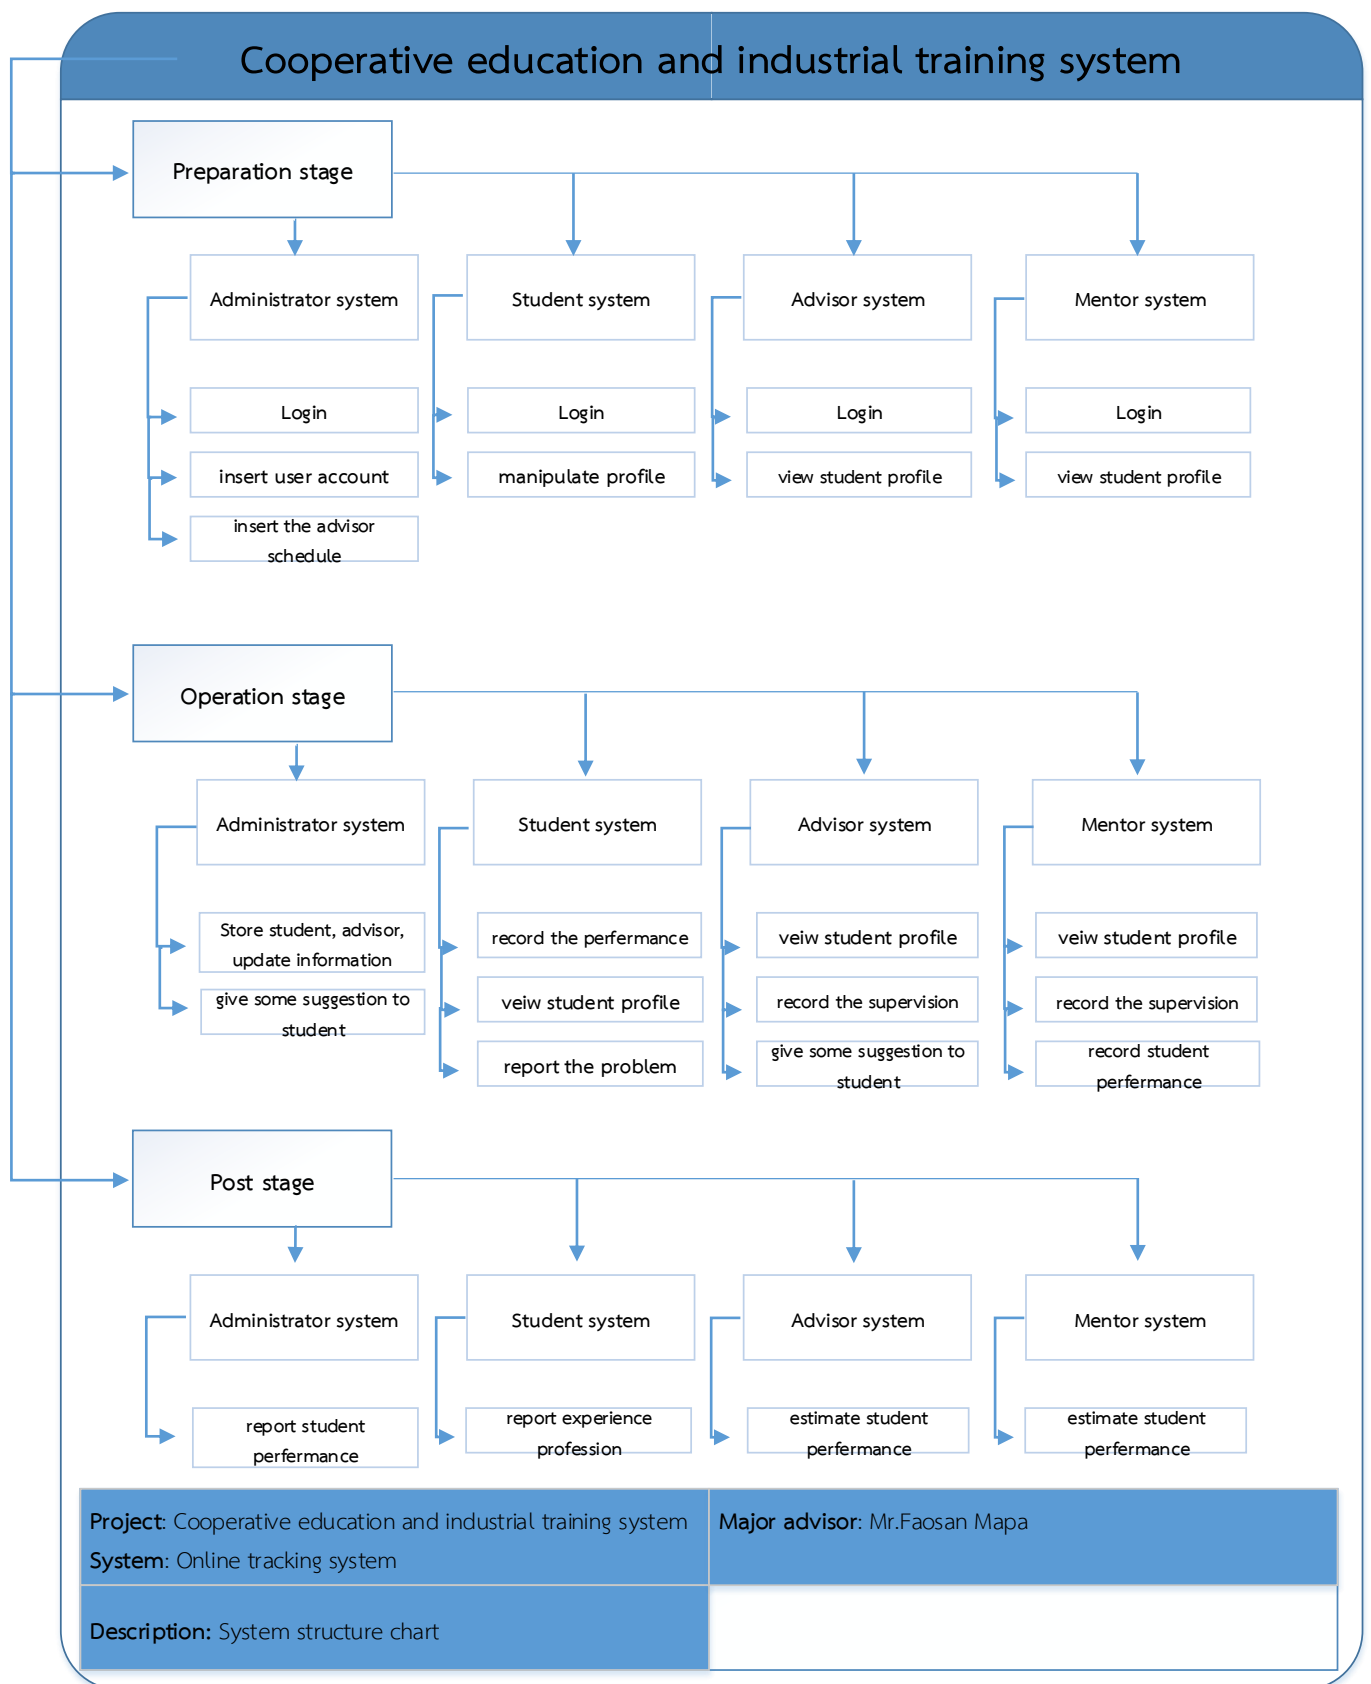 Cooperative education and industrial training system
Preparation stage
Administrator system
Student system
Advisor system
Mentor system
Login
Login
Login
Login
insert user account
manipulate profile
view student profile
view student profile
insert the advisor
schedule
Operation stage
Administrator system
Student system
Advisor system
Mentor system
Store student, advisor,
update information
record the perfermance
veiw student profile
veiw student profile
give some suggestion to
student
veiw student profile
record the supervision
record the supervision
report the problem
give some suggestion to
student
record student
perfermance
Post stage
Administrator system
Student system
Advisor system
Mentor system
report student
perfermance
report experience
profession
estimate student
perfermance
estimate student
perfermance
Project: Cooperative education and industrial training system
System: Online tracking system
Major advisor: Mr.Faosan Mapa
Description: System structure chart